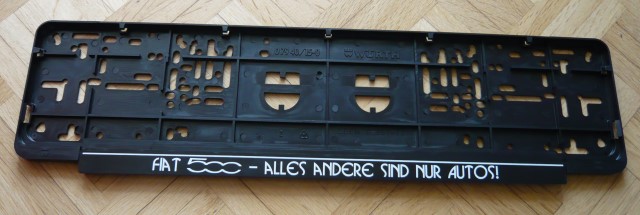 FIAT 500 – ALLES ANDERE SIND NUR AUTOS!